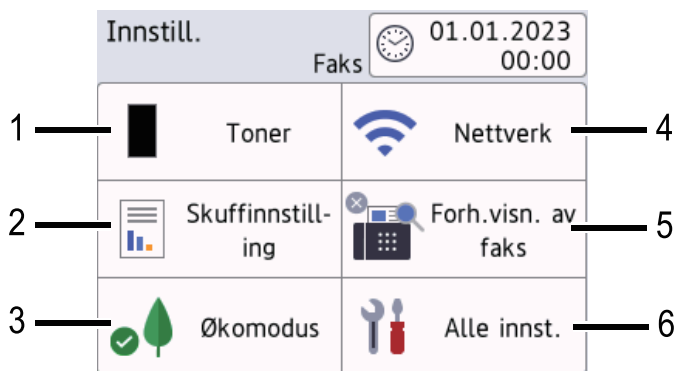 Innstill.
Faks
01.01.2023
00:00
1
Toner
Nettverk
4
2
Skuffinnstill-
ing
Forh.visn. av
faks
5
3
Økomodus
Alle innst.
6